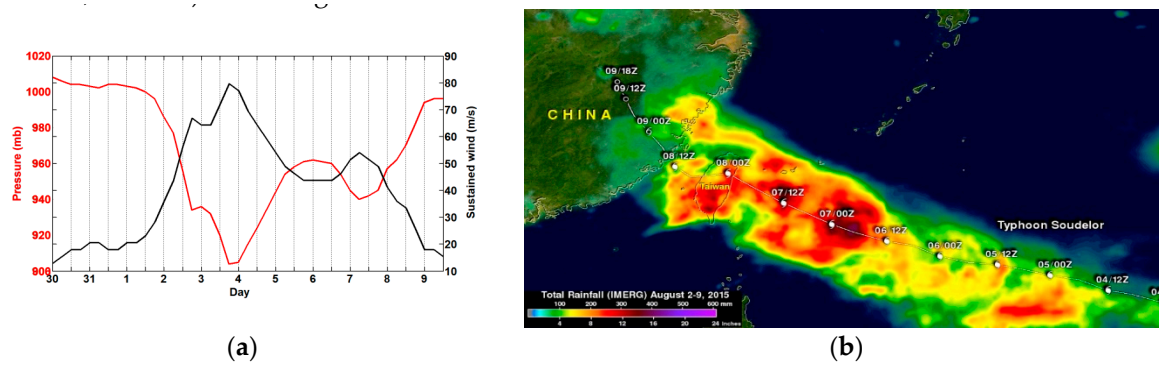 1020
1000
980
960
940
920
900
Pressure (mb)
90
80
70
60
50
40
30
20
10
Sustained wind (m/s)
30 31 1 2 3 4 5 6 7 8 9
Day
(a)
09/18Z
09/12Z
CHINA
09/00Z
08/12Z
08/00Z
Taiwan
07/12Z
07/00Z
06/12Z
Typhoon Soudelor
06/00Z
05/12Z
05/00Z
04/12Z
Total Rainfall (IMERG) August 2-9, 2015
100 200 300 400 500 600 mm
4 8 12 16 20 24 inches
(b)